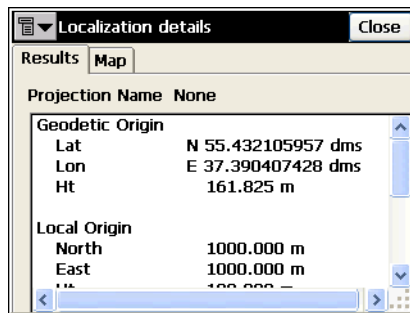 Localization details Close
Results Map
Projection Name None
Geodetic Origin
Lat N 55.432105957 dms
Lon E 37.390407428 dms
Ht 161.825 m
Local Origin
North 1000.000 m
East 1000.000 m